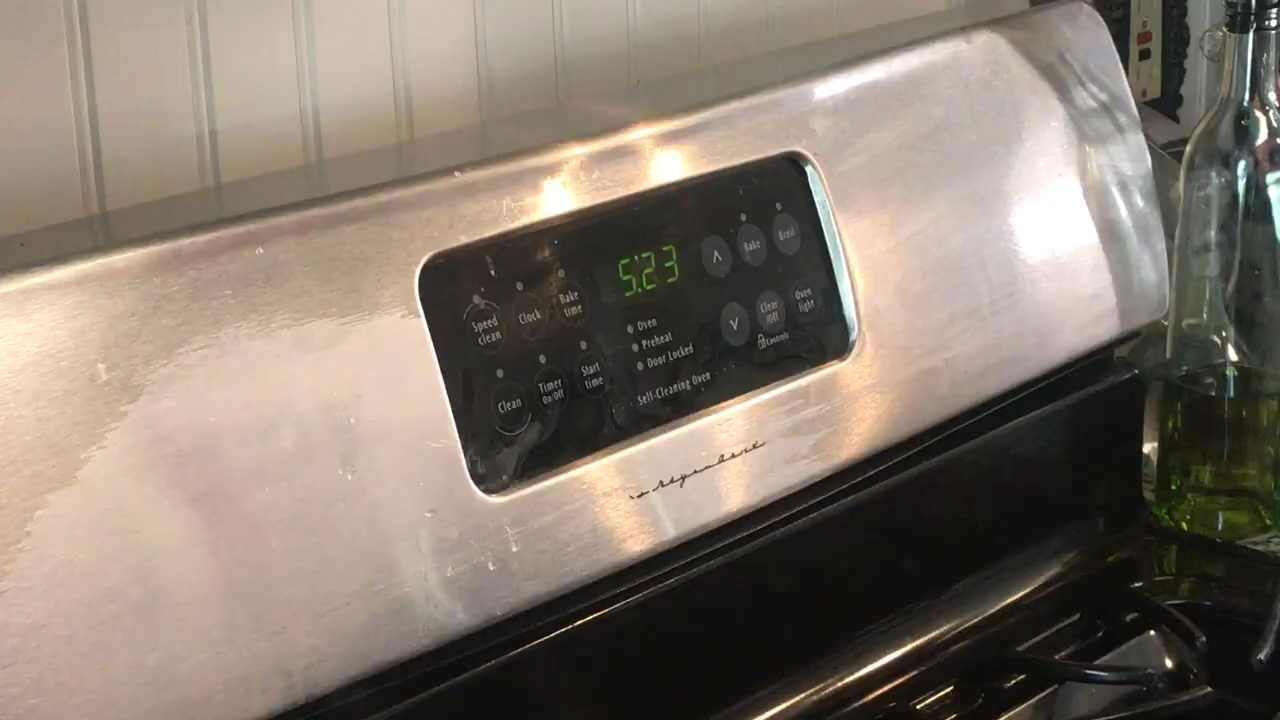 Speed
clean
Clock
Bake
time
5:23
Λ
Bake
Broil
Clean
Timer
On/Off
Start
time
Oven
Preheat
Door Locked
Self-Cleaning Oven
V
Clear
/Off
Oven
light
Controls